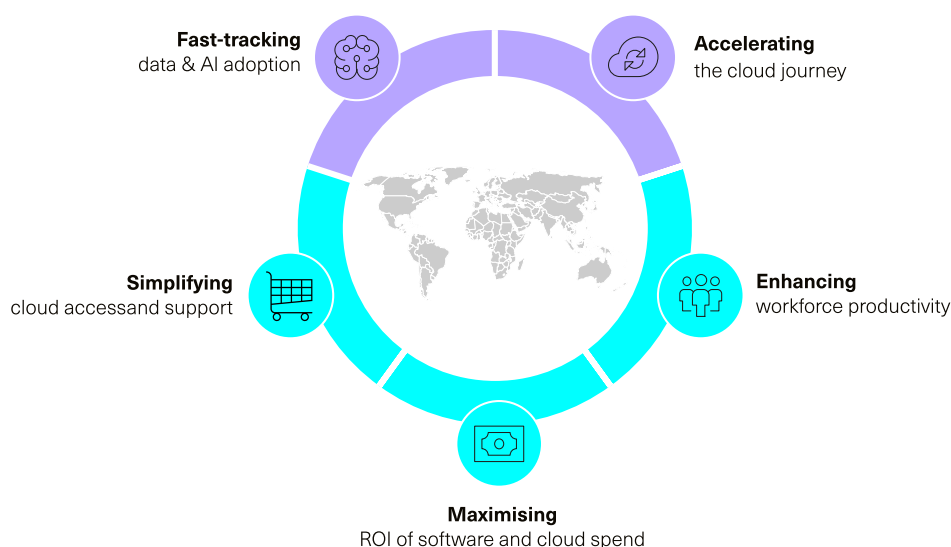 Fast-tracking
data & AI adoption
Accelerating
the cloud journey
Simplifying
cloud accessand support
Enhancing
workforce productivity
Maximising
ROI of software and cloud spend